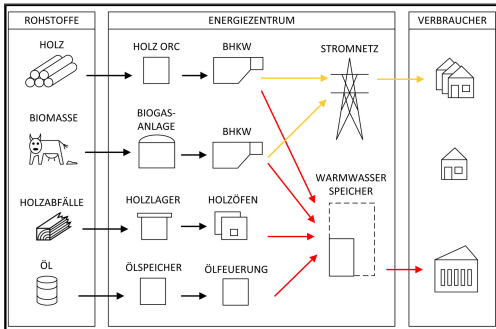 ROHSTOFFE
ENERGIEZENTRUM
VERBRAUCHER
HOLZ
HOLZ ORC
BHKW
STROMNETZ
BIOMASSE
BIOGAS-
ANLAGE
BHKW
WARMWASSER
SPEICHER
HOLZABFÄLLE
HOLZLAGER
HOLZÖFEN
ÖL
ÖLSPEICHER
ÖLFEUERUNG